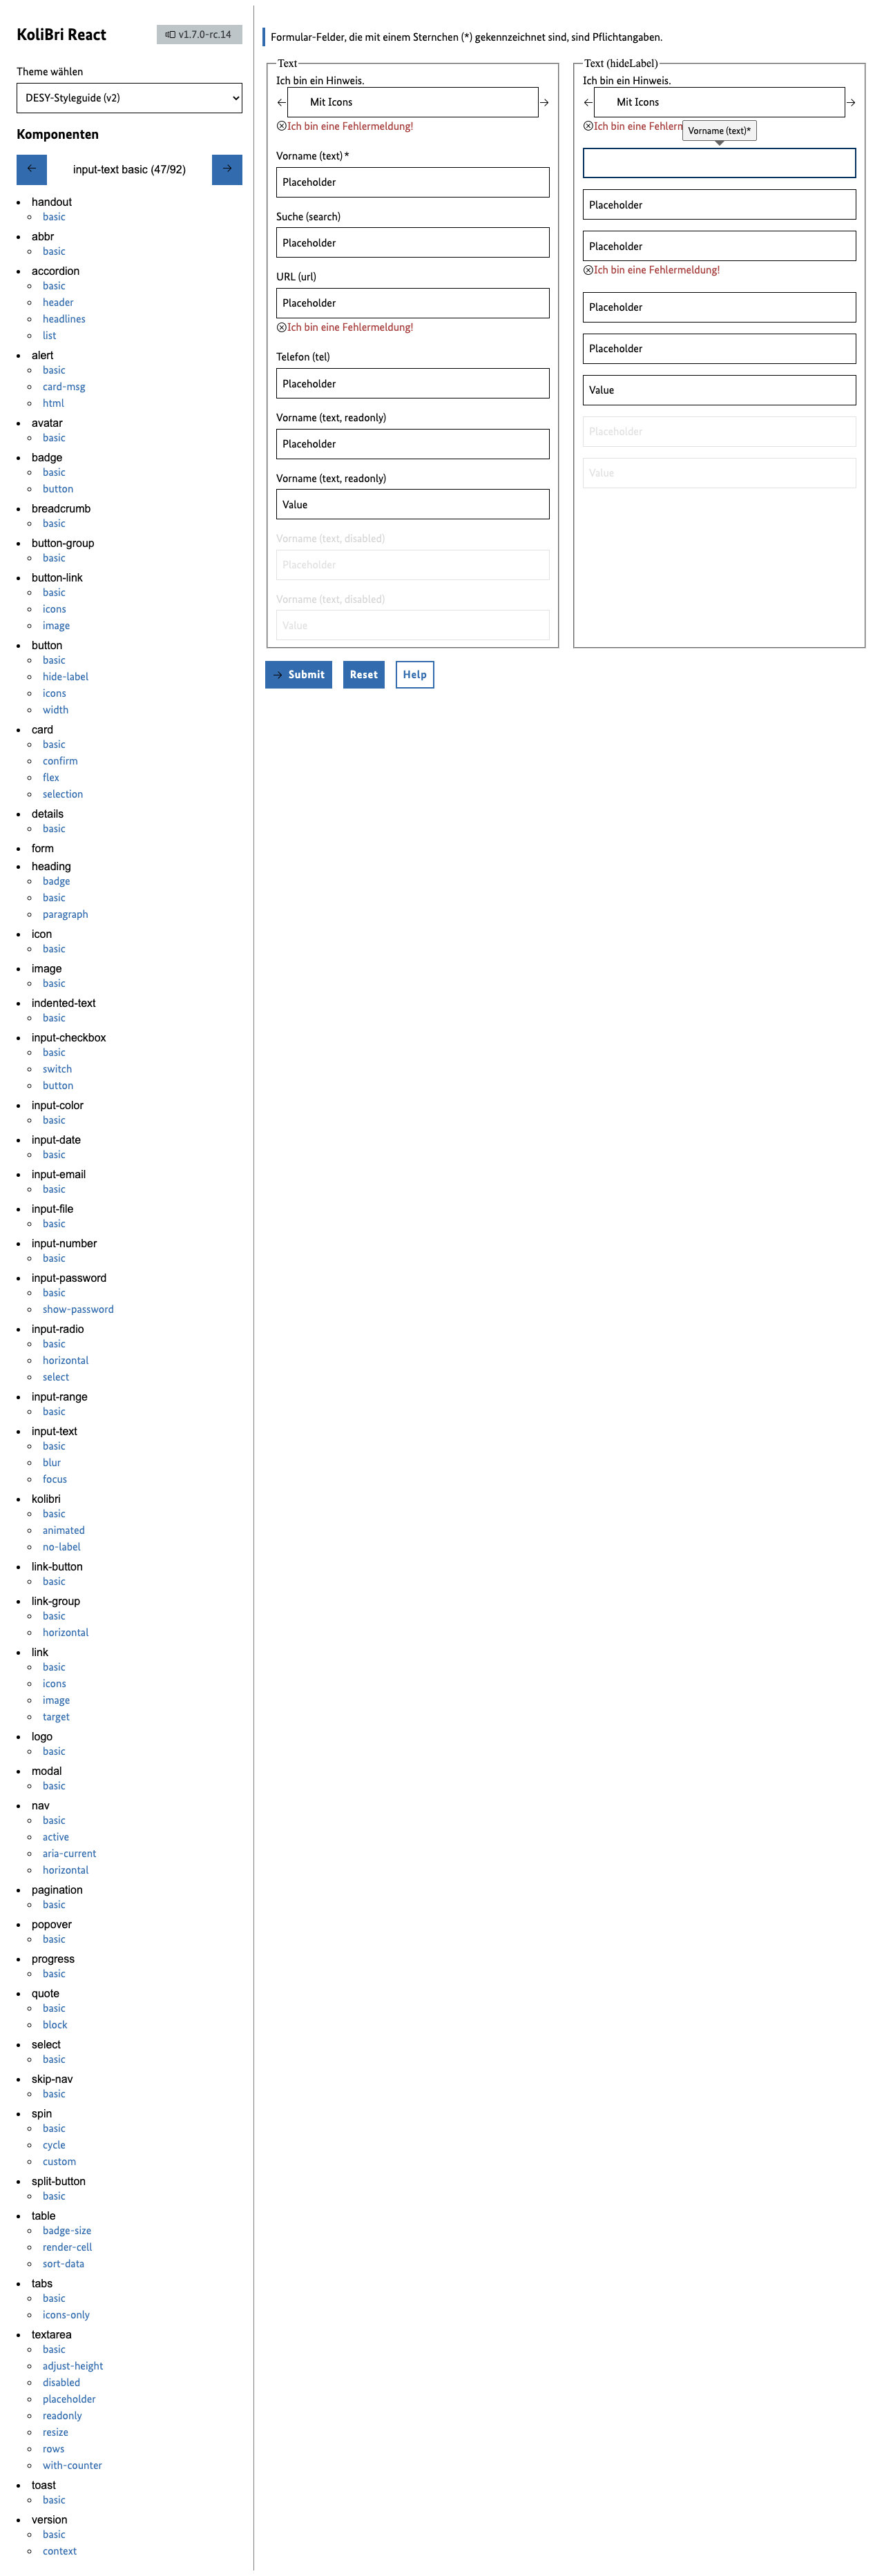 KoliBri React
v1.7.0-rc.14
Theme wählen
DESY-Styleguide (v2)
Komponenten
← input-text basic (47/92) →
handout
basic
abbr
basic
accordion
basic
header
headlines
list
alert
basic
card-msg
html
avatar
basic
badge
basic
button
breadcrumb
basic
button-group
basic
button-link
basic
icons
image
button
basic
hide-label
icons
width
card
basic
confirm
flex
selection
details
basic
form
heading
badge
basic
paragraph
icon
basic
image
basic
indented-text
basic
input-checkbox
basic
switch
button
input-color
basic
input-date
basic
input-email
basic
input-file
basic
input-number
basic
input-password
basic
show-password
input-radio
basic
horizontal
select
input-range
basic
input-text
basic
blur
focus
kolibri
basic
animated
no-label
link-button
basic
link-group
basic
horizontal
link
basic
icons
image
target
logo
basic
modal
basic
nav
basic
active
aria-current
horizontal
pagination
basic
popover
basic
progress
basic
quote
basic
block
select
basic
skip-nav
basic
spin
basic
cycle
custom
split-button
basic
table
badge-size
render-cell
sort-data
tabs
basic
icons-only
textarea
basic
adjust-height
disabled
placeholder
readonly
resize
rows
with-counter
toast
basic
version
basic
context
Formular-Felder, die mit einem Sternchen (*) gekennzeichnet sind, sind Pflichtangaben.
Text
Ich bin ein Hinweis.
← Mit Icons →
Ich bin eine Fehlermeldung!
Vorname (text) *
Placeholder
Suche (search)
Placeholder
URL (url)
Placeholder
Ich bin eine Fehlermeldung!
Telefon (tel)
Placeholder
Vorname (text, readonly)
Placeholder
Vorname (text, readonly)
Value
Vorname (text, disabled)
Placeholder
Vorname (text, disabled)
Value
Text (hideLabel)
Ich bin ein Hinweis.
← Mit Icons →
Ich bin eine Fehlern
Vorname (text)*
Placeholder
Placeholder
Ich bin eine Fehlermeldung!
Placeholder
Placeholder
Value
Placeholder
Value
→ Submit
Reset
Help